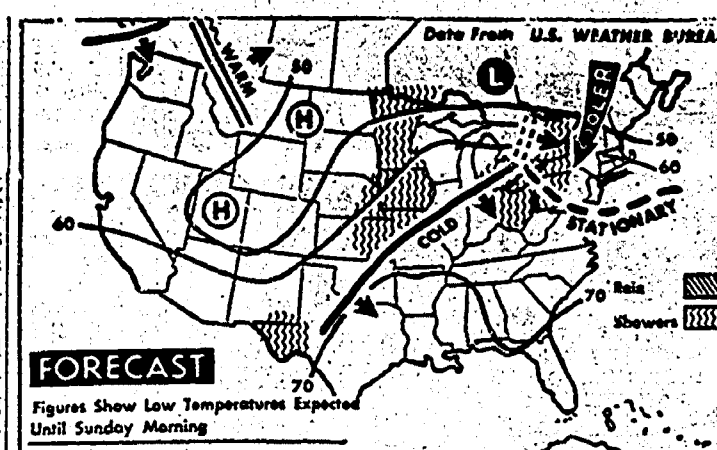 Data From U.S. WEATHER BUREA
WARM
50
L
COOLER
H
50
60
H
60
STATIONARY
COLD
70
Rain
Showers
70
FORECAST
Figures Show Low Temperatures Expected
Until Sunday Morning